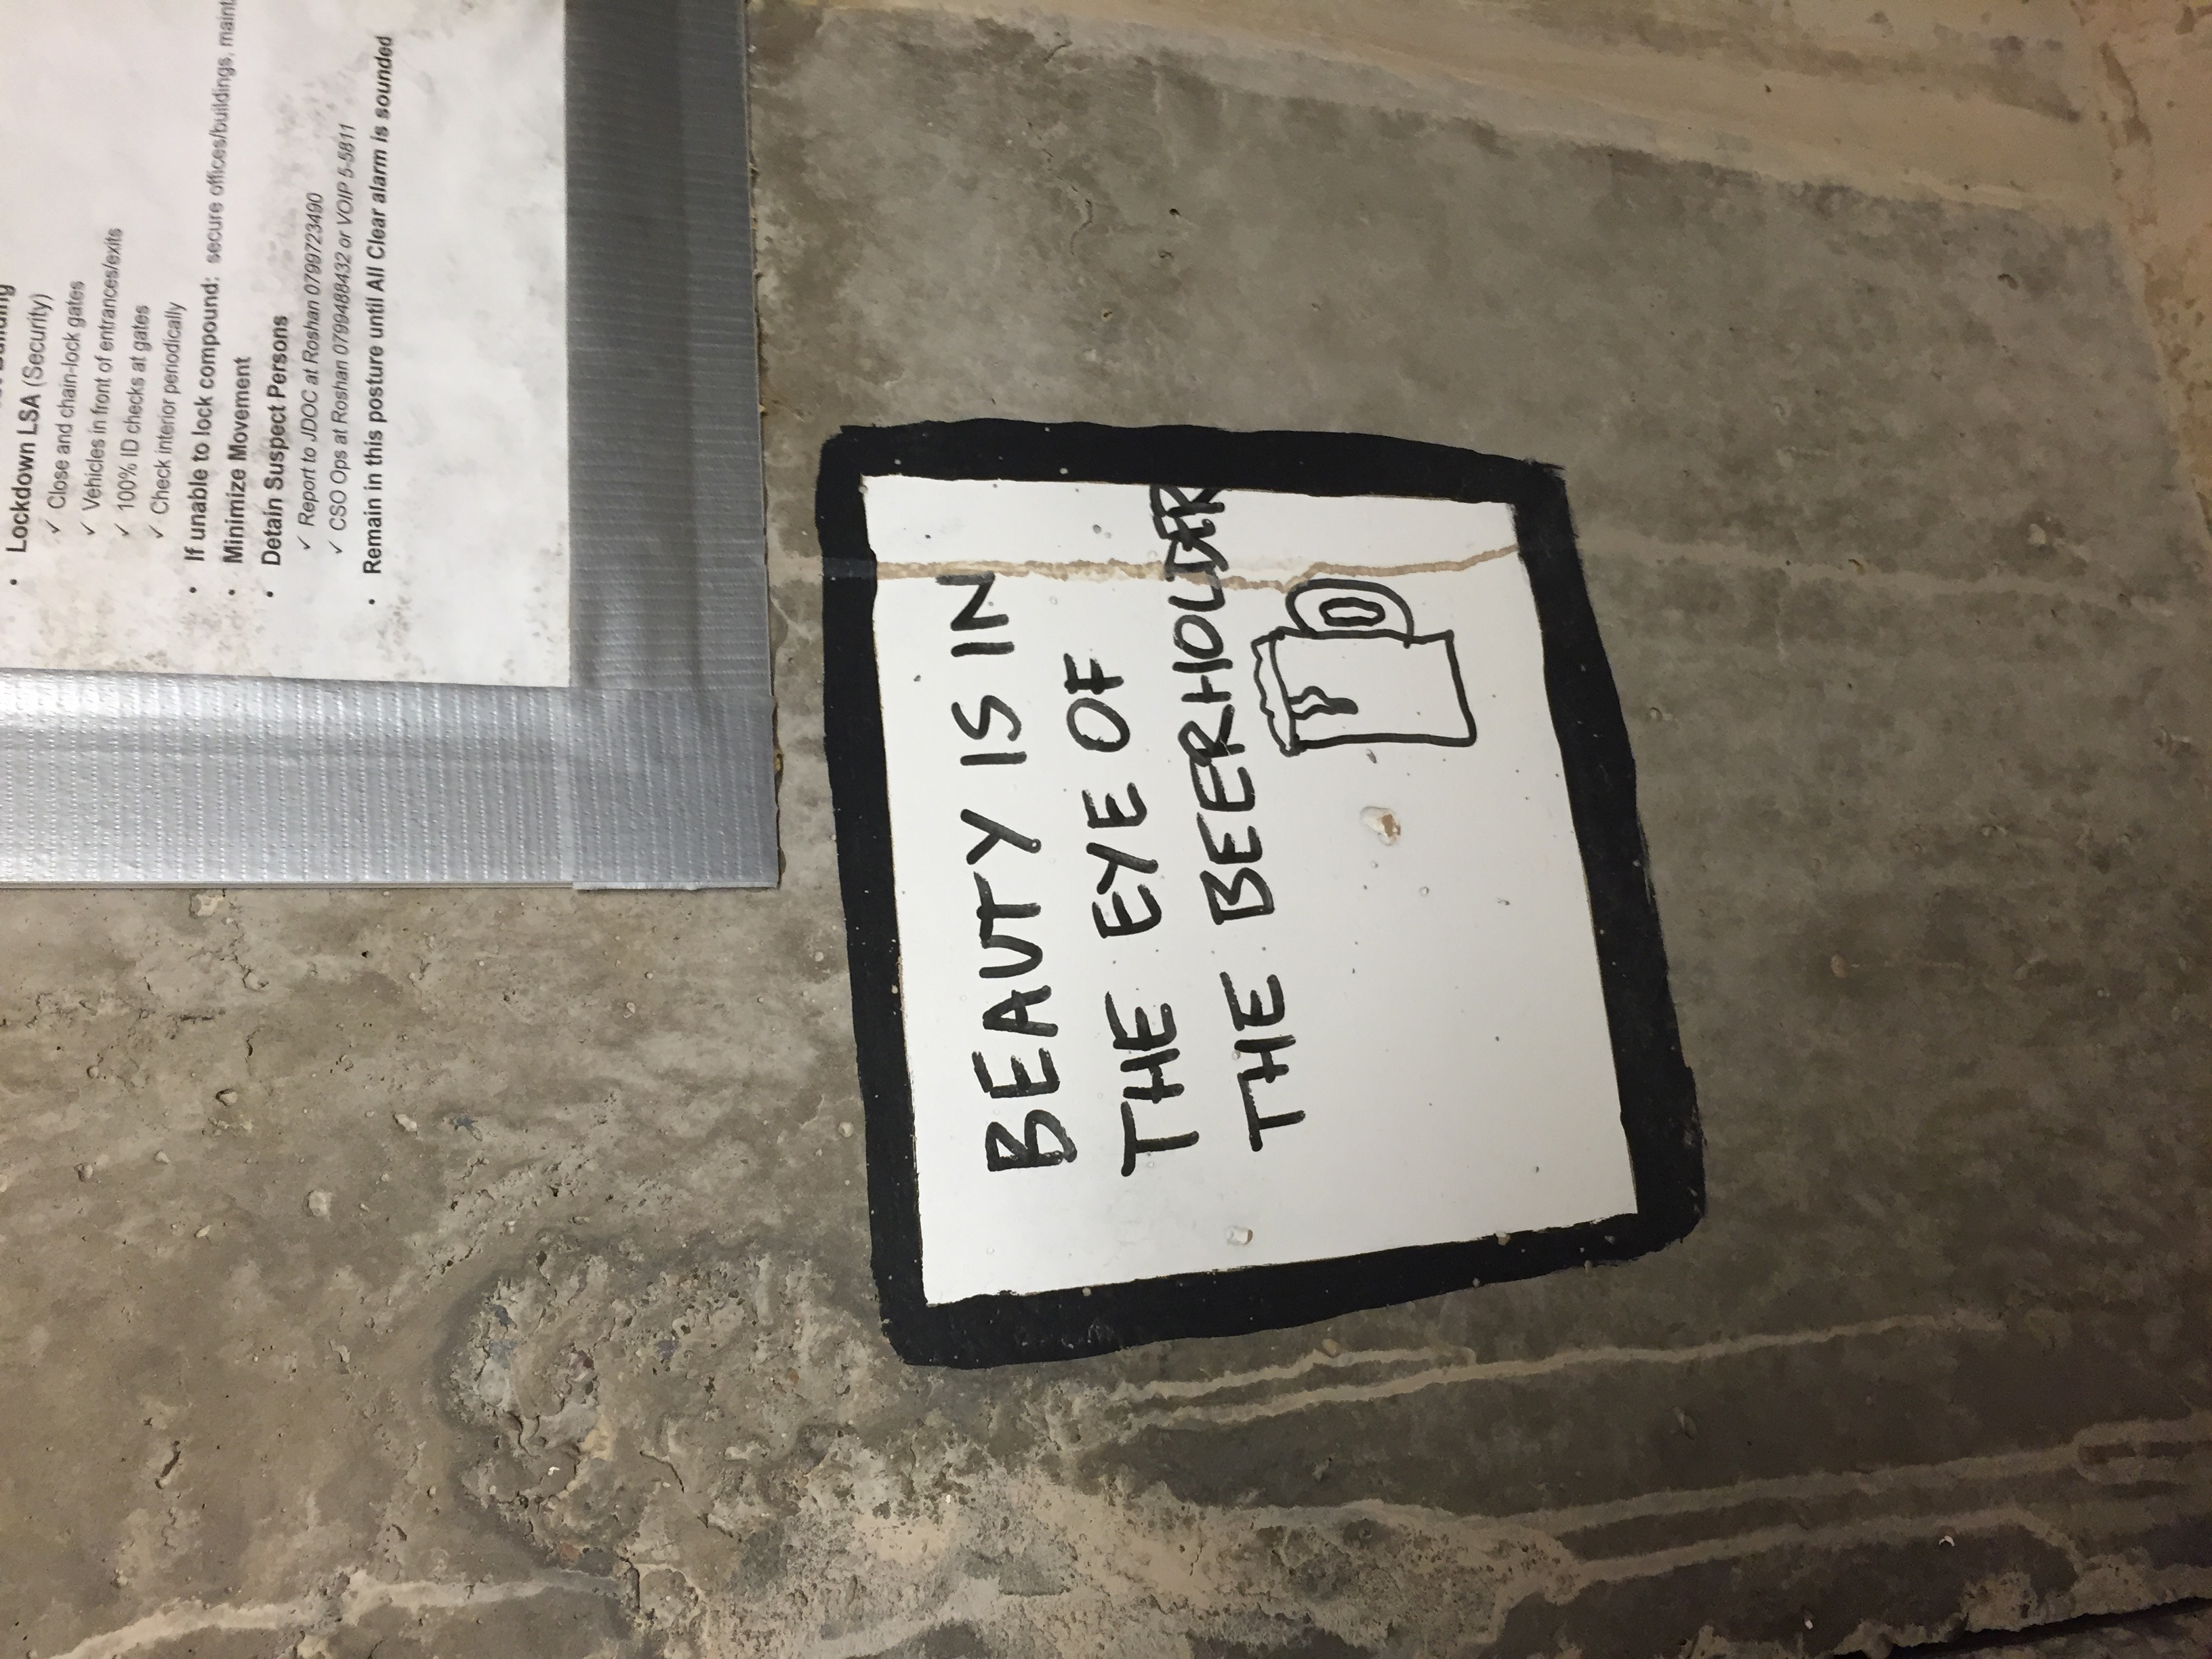 Building
• Lockdown LSA (Security)
✓ Close and chain-lock gates
✓ Vehicles in front of entrances/exits
✓ 100% ID checks at gates
✓ Check interior periodically
• If unable to lock compound: secure offices/buildings,
• Minimize Movement
• Detain Suspect Persons
✓ Report to JDOC at Roshan 0799723490
✓ CSO Ops at Roshan 0799488432 or VOIP 5-5811
• Remain in this posture until All Clear alarm is sounded
BEAUTY IS IN
THE EYE OF
THE BEERHOLDER